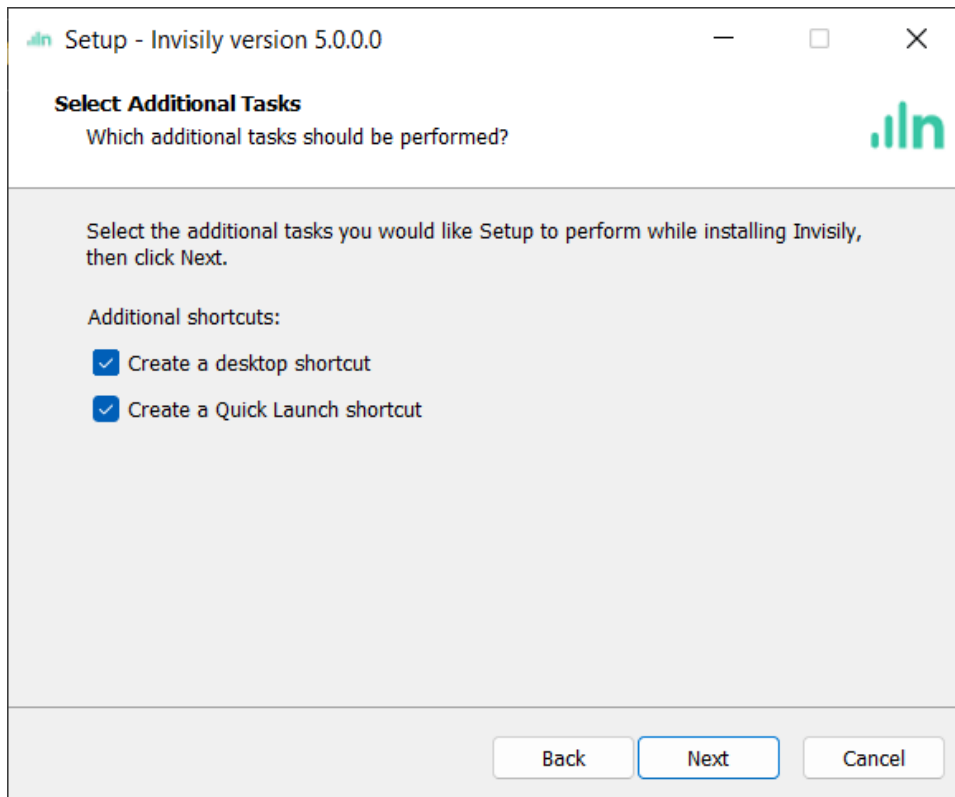 Setup - Invisily version 5.0.0.0
Select Additional Tasks
Which additional tasks should be performed?
Select the additional tasks you would like Setup to perform while installing Invisily,
then click Next.
Additional shortcuts:
Create a desktop shortcut
Create a Quick Launch shortcut
Back
Next
Cancel